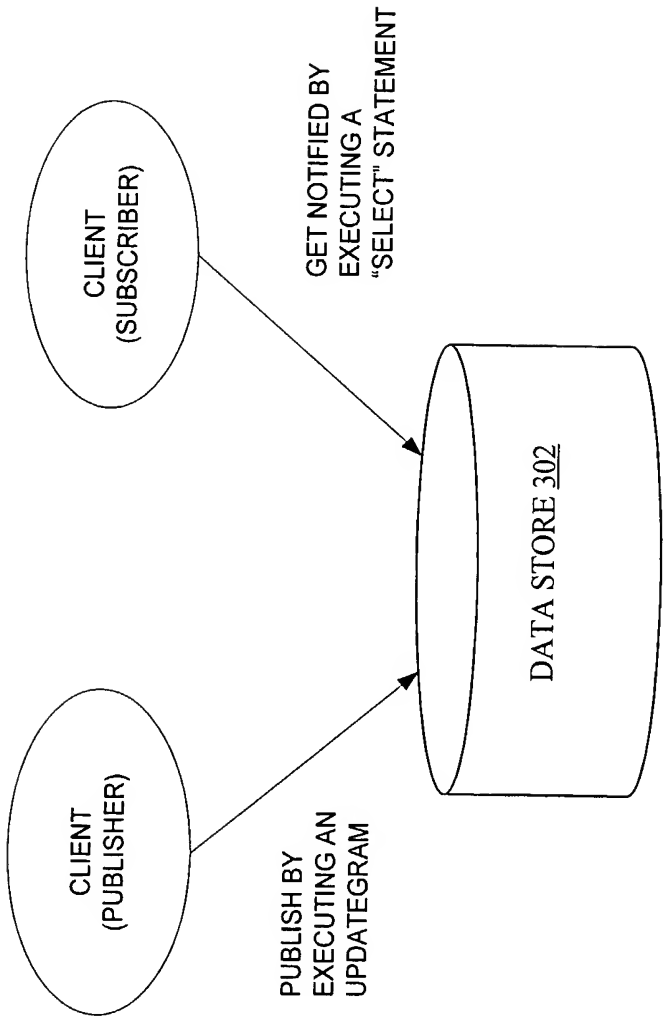 CLIENT
(PUBLISHER)
CLIENT
(SUBSCRIBER)
PUBLISH BY
EXECUTING AN
UPDATEGRAM
GET NOTIFIED BY
EXECUTING A
“SELECT” STATEMENT
DATA STORE 302